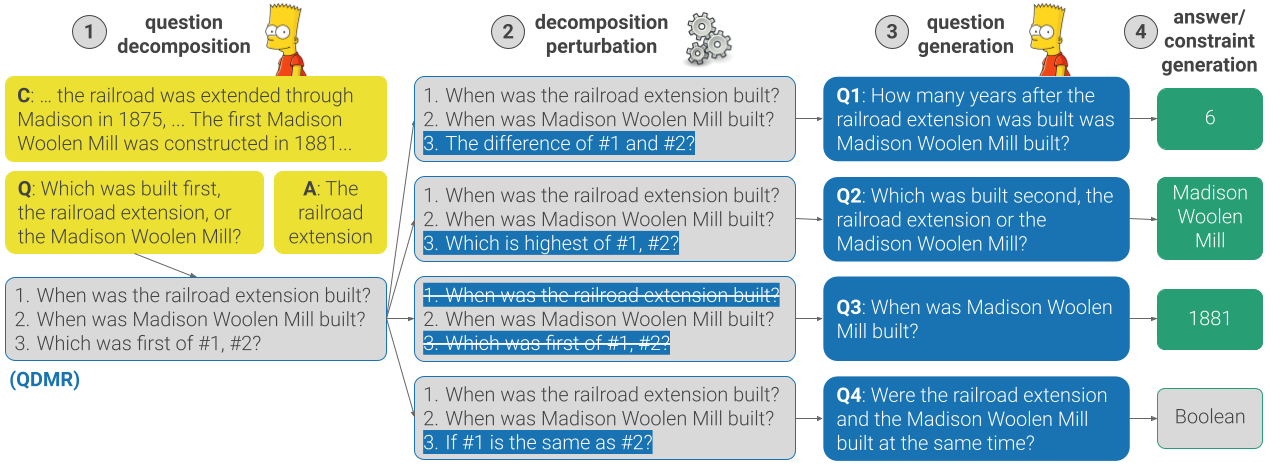 1 question
decomposition
2 decomposition
perturbation
3 question
generation
4 answer/
constraint
generation
C: ... the railroad was extended through
Madison in 1875, ... The first Madison
Woolen Mill was constructed in 1881...
Q: Which was built first,
the railroad extension, or
the Madison Woolen Mill?
A: The
railroad
extension
1. When was the railroad extension built?
2. When was Madison Woolen Mill built?
3. Which was first of #1, #2?
(QDMR)
1. When was the railroad extension built?
2. When was Madison Woolen Mill built?
3. The difference of #1 and #2?
Q1: How many years after the
railroad extension was built was
Madison Woolen Mill built?
6
1. When was the railroad extension built?
2. When was Madison Woolen Mill built?
3. Which is highest of #1, #2?
Q2: Which was built second, the
railroad extension or the
Madison Woolen Mill?
Madison
Woolen
Mill
1. When was the railroad extension built?
2. When was Madison Woolen Mill built?
3. Which was first of #1, #2?
Q3: When was Madison Woolen
Mill built?
1881
1. When was the railroad extension built?
2. When was Madison Woolen Mill built?
3. If #1 is the same as #2?
Q4: Were the railroad extension
and the Madison Woolen Mill
built at the same time?
Boolean